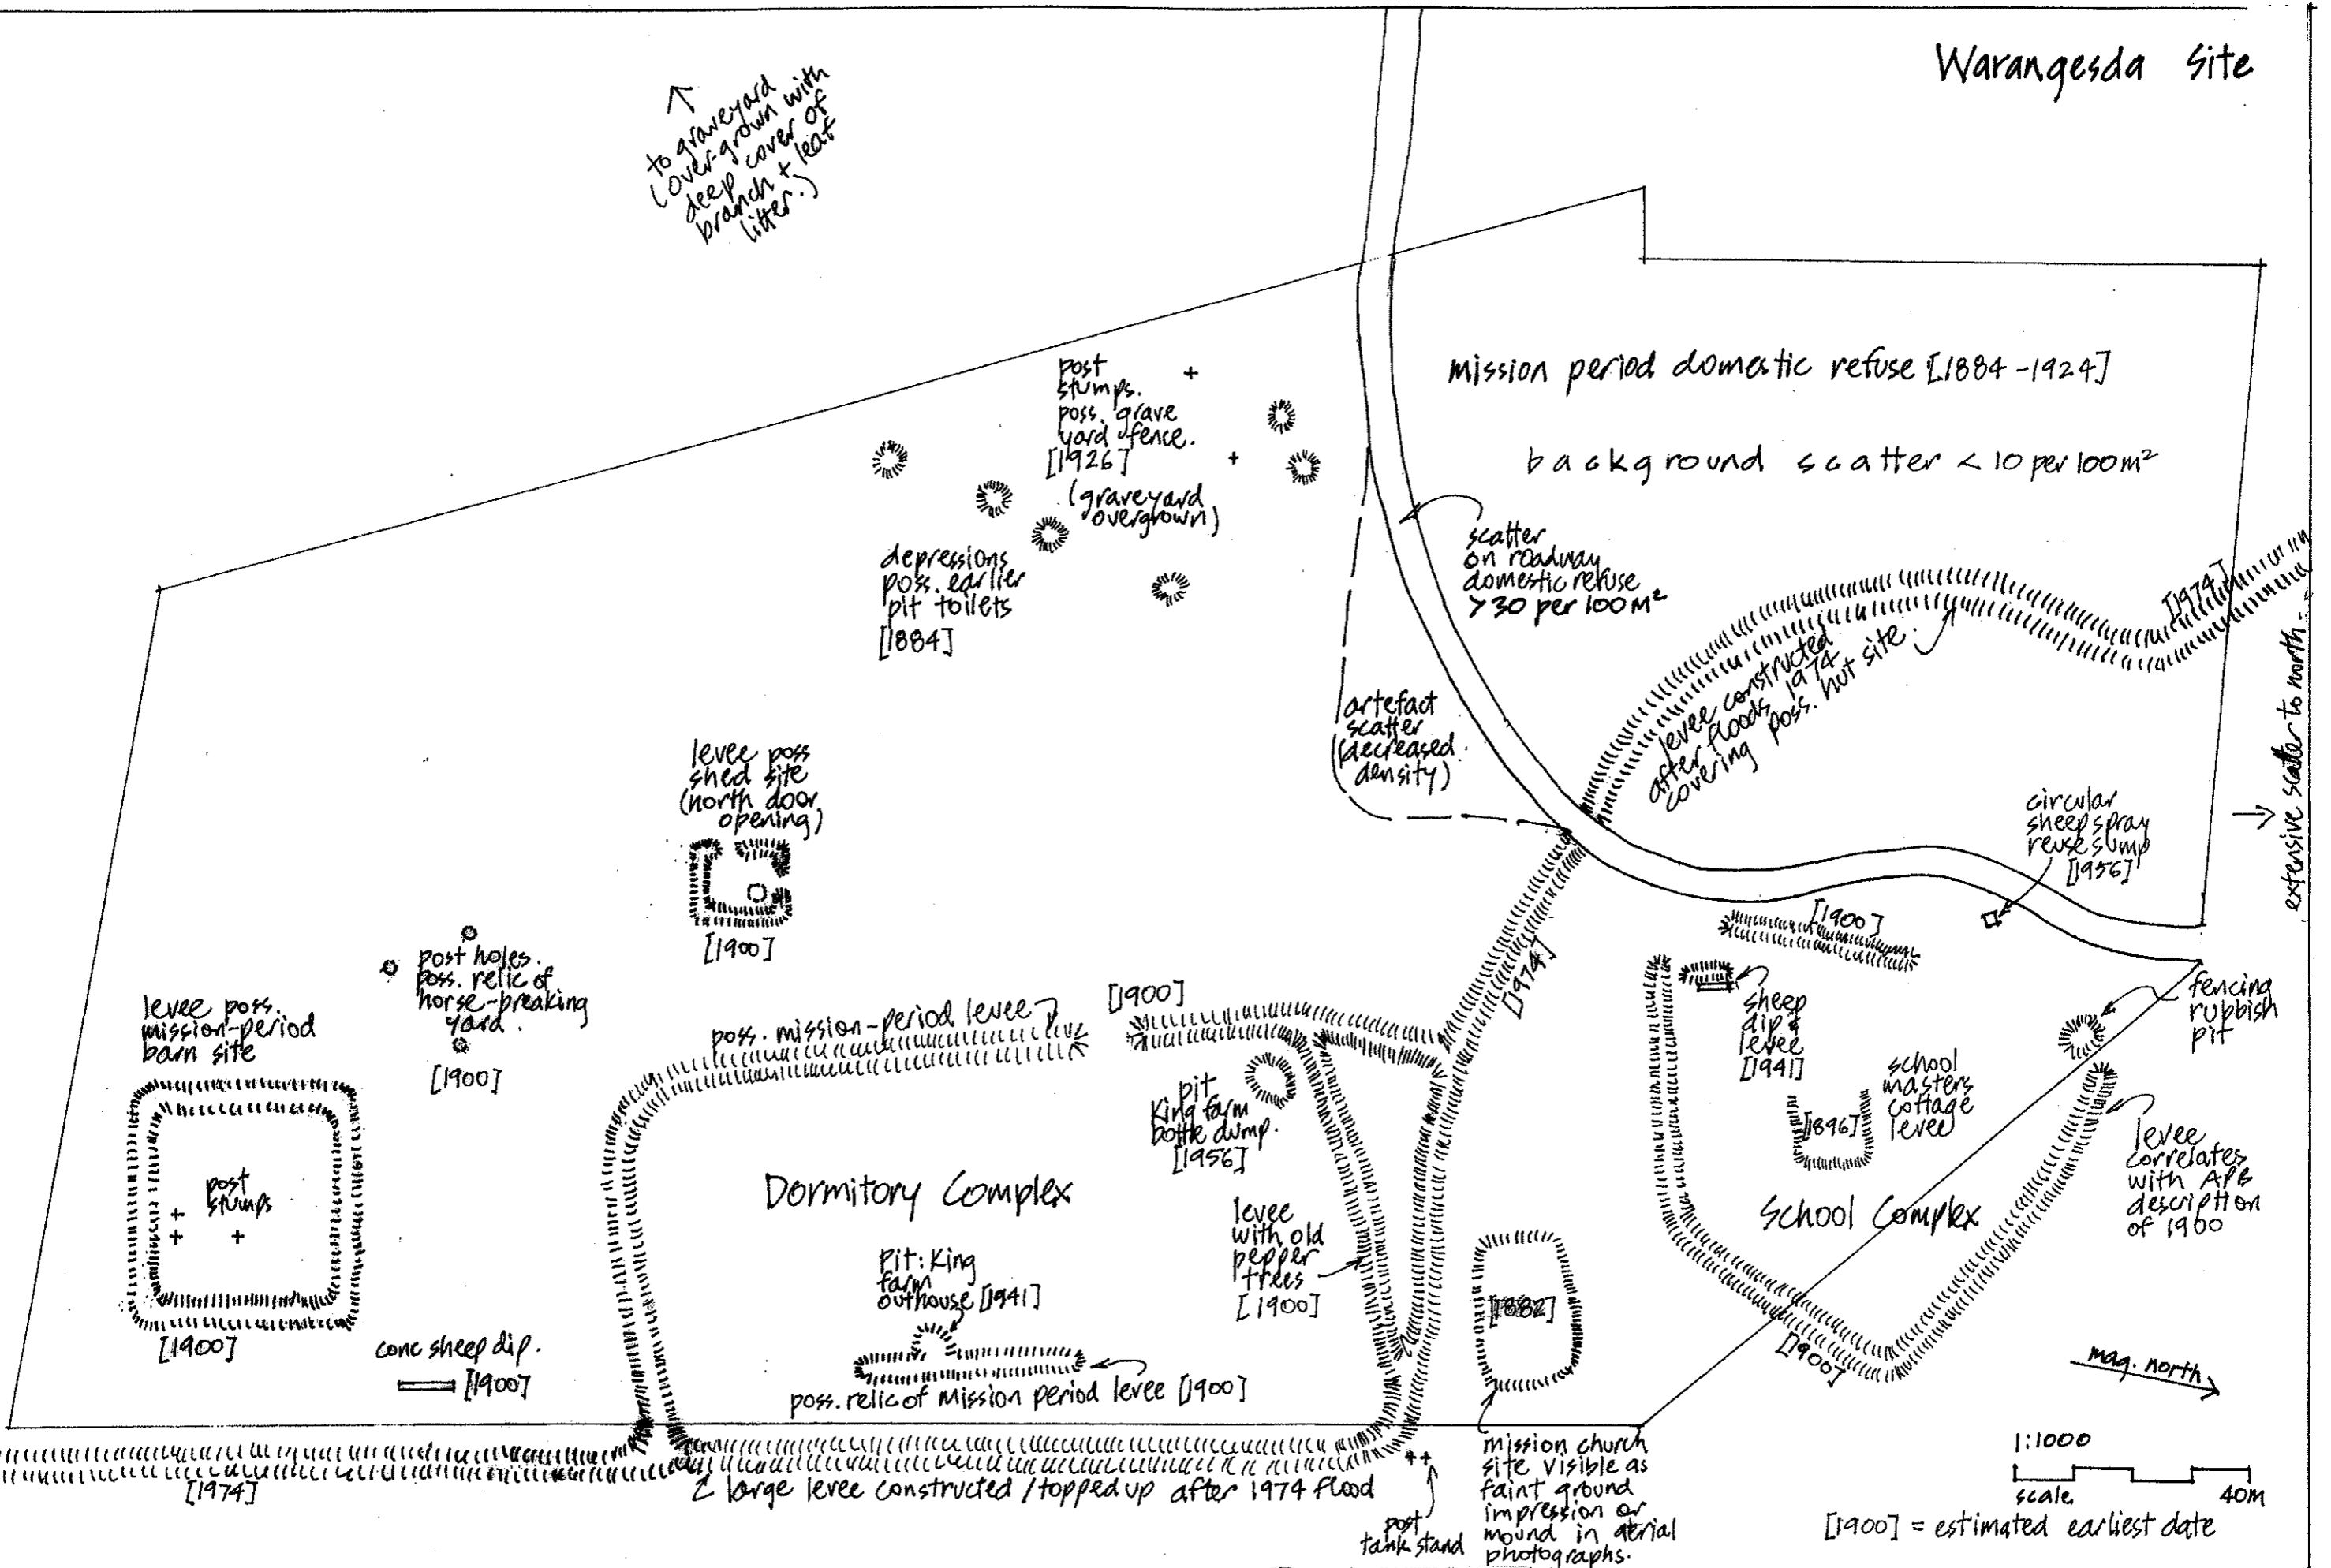 Warangesda Site
↑
to graveyard
(over-grown with
deep cover of
branch + leaf
litter.)
mission period domestic refuse [1884-1924]
background scatter < 10 per 100m²
post
stumps.
poss. grave
yard fence.
[1926]
(graveyard
overgrown)
depressions
poss. earlier
pit toilets
[1884]
scatter
on roadway
domestic refuse
>30 per 100M²
[1974]
levee constructed
after floods 1974
covering poss. hut site.
→
extensive scatter to north.
artefact
scatter
(decreased
density)
levee poss
shed site
(north door
opening)
[1900]
circular
sheep spray
reuse sump
[1956]
[1900]
[1974]
post holes.
poss. relic of
horse-breaking
yard.
[1900]
levee poss.
mission-period
barn site
post
stumps
[1900]
poss. mission-period levee
[1900]
sheep
dip &
levee
[1941]
fencing
rubbish
pit
school
masters
cottage
levee
[1896]
pit
King farm
bottle dump.
[1956]
levee
correlates
with APB
description
of 1900
Dormitory Complex
School Complex
levee
with old
pepper
trees
[1900]
Pit: King
farm
outhouse [1941]
[1882]
[1900]
conc sheep dip.
[1900]
poss. relic of Mission period levee [1900]
mag. north
[1974]
large levee constructed / topped up after 1974 flood
post
tank stand
mission church
site visible as
faint ground
impression or
mound in aerial
photographs.
1:1000
scale
40M
[1900] = estimated earliest date